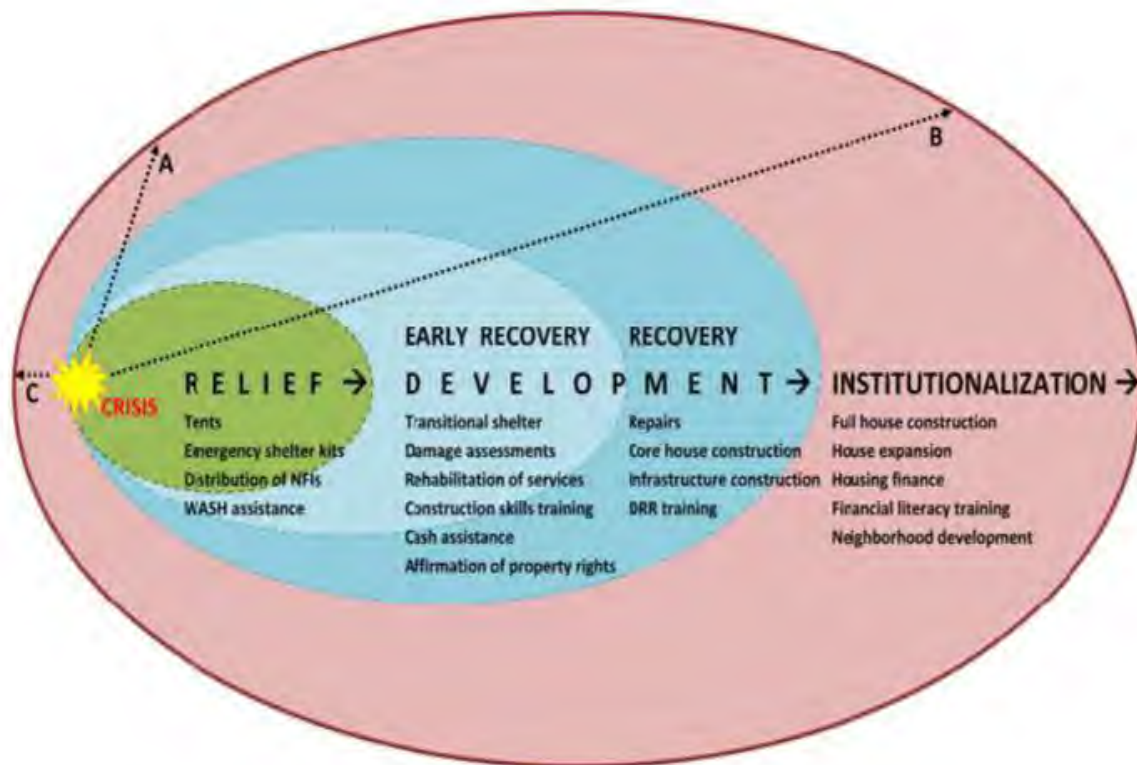 A
B
C
CRISIS
RELIEF →
EARLY RECOVERY
RECOVERY
DEVELOPMENT →
INSTITUTIONALIZATION →
Tents
Emergency shelter kits
Distribution of NFIs
WASH assistance
Transitional shelter
Damage assessments
Rehabilitation of services
Construction skills training
Cash assistance
Affirmation of property rights
Repairs
Core house construction
Infrastructure construction
DRR training
Full house construction
House expansion
Housing finance
Financial literacy training
Neighborhood development